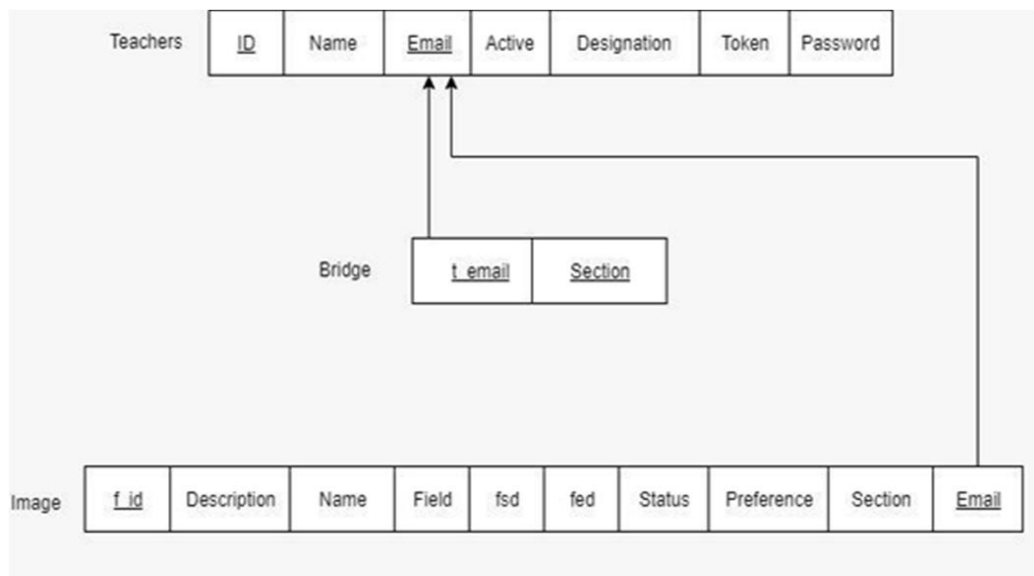 Teachers ID Name Email Active Designation Token Password
Bridge t_email Section
Image f_id Description Name Field fsd fed Status Preference Section Email